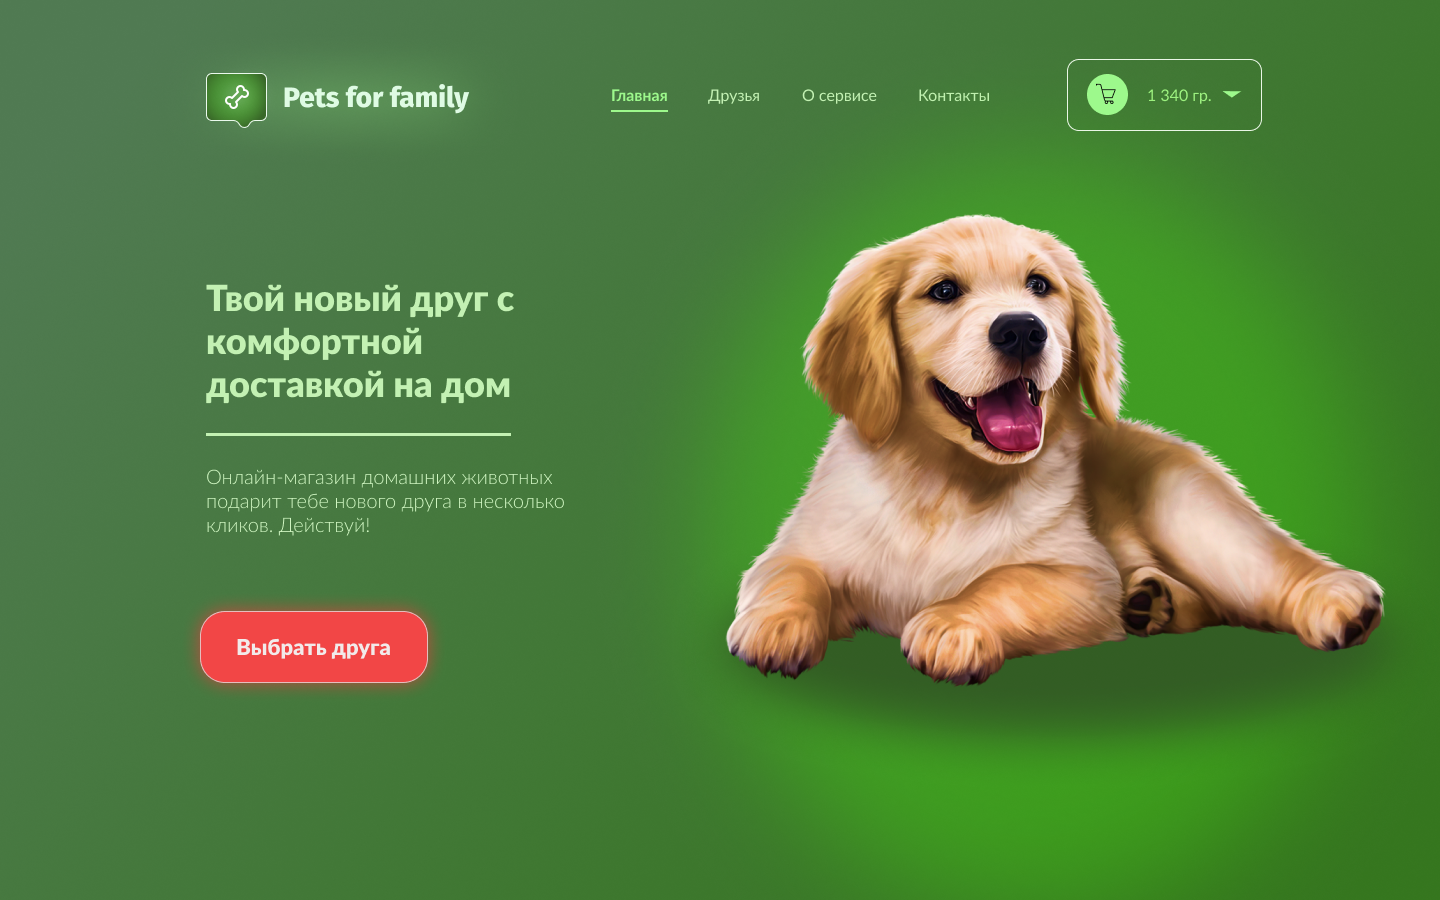 Pets for family
Главная
Друзья
О сервисе
Контакты
1 340 гр.
Твой новый друг с
комфортной
доставкой на дом
Онлайн-магазин домашних животных
подарит тебе нового друга в несколько
кликов. Действуй!
Выбрать друга